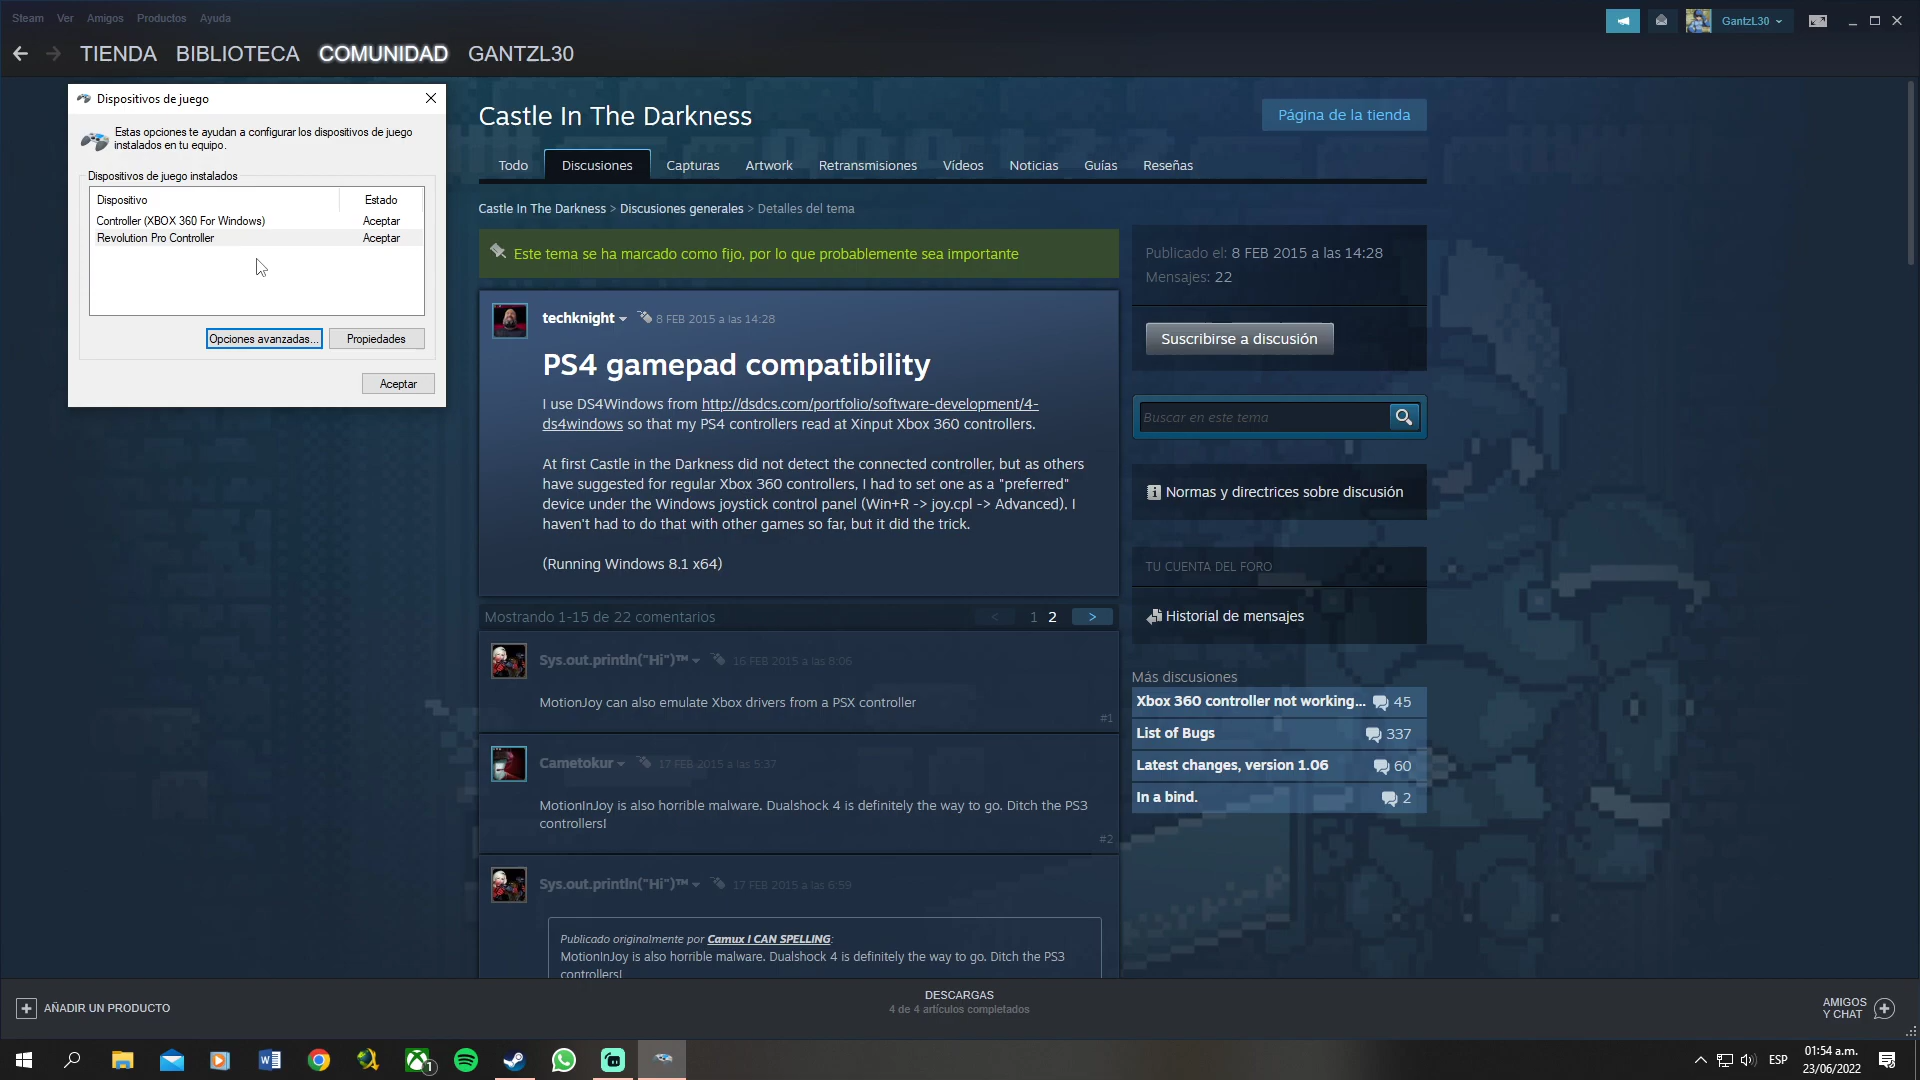 Steam
Ver
Amigos
Productos
Ayuda
GantzL30
TIENDA
BIBLIOTECA
COMUNIDAD
GANTZL30
Dispositivos de juego
Estas opciones te ayudan a configurar los dispositivos de juego
instalados en tu equipo.
Dispositivos de juego instalados
Dispositivo
Estado
Controller (XBOX 360 For Windows)
Aceptar
Revolution Pro Controller
Aceptar
Opciones avanzadas...
Propiedades
Aceptar
Castle In The Darkness
Página de la tienda
Todo
Discusiones
Capturas
Artwork
Retransmisiones
Vídeos
Noticias
Guías
Reseñas
Castle In The Darkness > Discusiones generales > Detalles del tema
Este tema se ha marcado como fijo, por lo que probablemente sea importante
techknight
8 FEB 2015 a las 14:28
PS4 gamepad compatibility
I use DS4Windows from http://dsdcs.com/portfolio/software-development/4-
ds4windows so that my PS4 controllers read at Xinput Xbox 360 controllers.
At first Castle in the Darkness did not detect the connected controller, but as others
have suggested for regular Xbox 360 controllers, I had to set one as a "preferred"
device under the Windows joystick control panel (Win+R -> joy.cpl -> Advanced). I
haven't had to do that with other games so far, but it did the trick.
(Running Windows 8.1 x64)
Mostrando 1-15 de 22 comentarios
< 1 2 >
Sys.out.println("Hi")™
16 FEB 2015 a las 8:06
MotionJoy can also emulate Xbox drivers from a PSX controller
#1
Cametokur
17 FEB 2015 a las 5:37
MotionInJoy is also horrible malware. Dualshock 4 is definitely the way to go. Ditch the PS3
controllers!
#2
Sys.out.println("Hi")™
17 FEB 2015 a las 6:59
Publicado originalmente por Camux I CAN SPELLING:
MotionInJoy is also horrible malware. Dualshock 4 is definitely the way to go. Ditch the PS3
controllers!
Publicado el: 8 FEB 2015 a las 14:28
Mensajes: 22
Suscribirse a discusión
Buscar en este tema
Normas y directrices sobre discusión
TU CUENTA DEL FORO
Historial de mensajes
Más discusiones
Xbox 360 controller not working...
45
List of Bugs
337
Latest changes, version 1.06
60
In a bind.
2
AÑADIR UN PRODUCTO
DESCARGAS
4 de 4 artículos completados
AMIGOS
Y CHAT
1
ESP
01:54 a.m.
23/06/2022